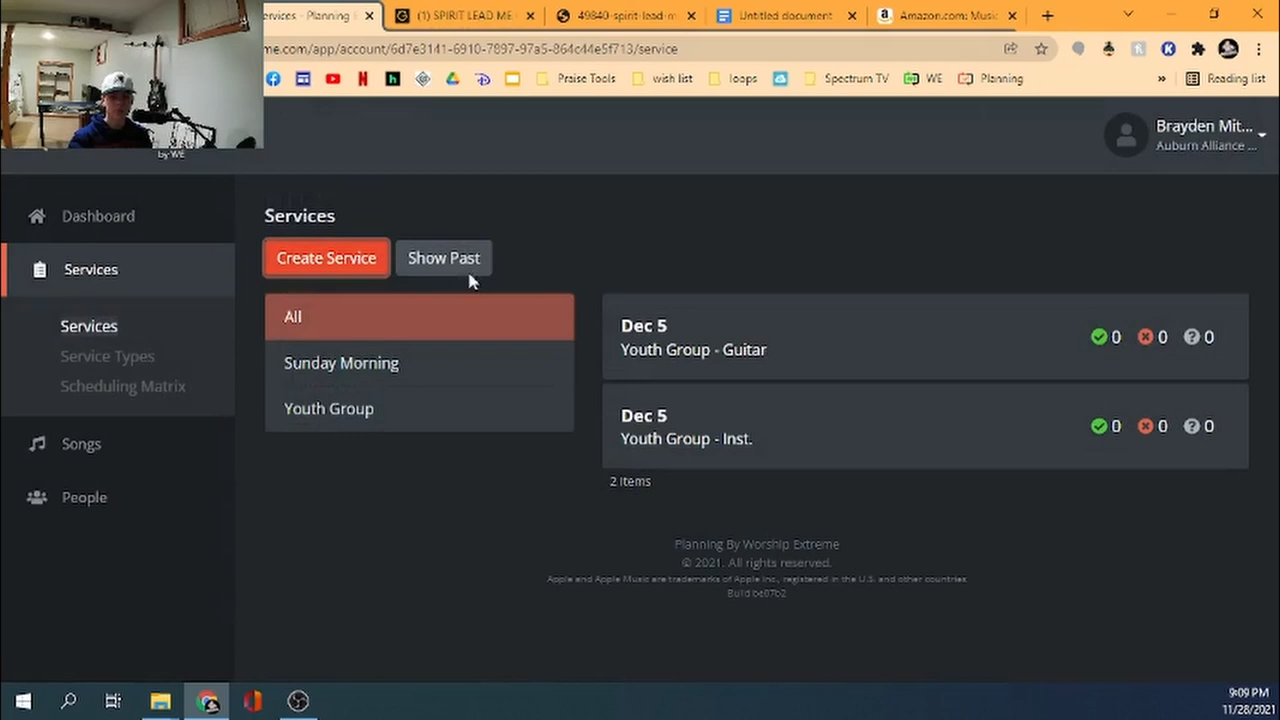 ervices - Planning E
(1) SPIRIT LEAD ME
49840-spirit-lead-m
Untitled document
Amazon.com: Music
me.com/app/account/6d7e3141-6910-7897-97a5-864c44e5f713/service
Praise Tools
wish list
loops
Spectrum TV
WE
Planning
Reading list
by WE
Brayden Mit...
Auburn Alliance ...
Dashboard
Services
Services
Service Types
Scheduling Matrix
Songs
People
Services
Create Service
Show Past
All
Sunday Morning
Youth Group
Dec 5
Youth Group - Guitar
0 0 0
Dec 5
Youth Group - Inst.
0 0 0
2 Items
Planning By Worship Extreme
© 2021. All rights reserved.
Apple and Apple Music are trademarks of Apple Inc., registered in the U.S. and other countries
Build be87b2
9:09 PM
11/28/2021